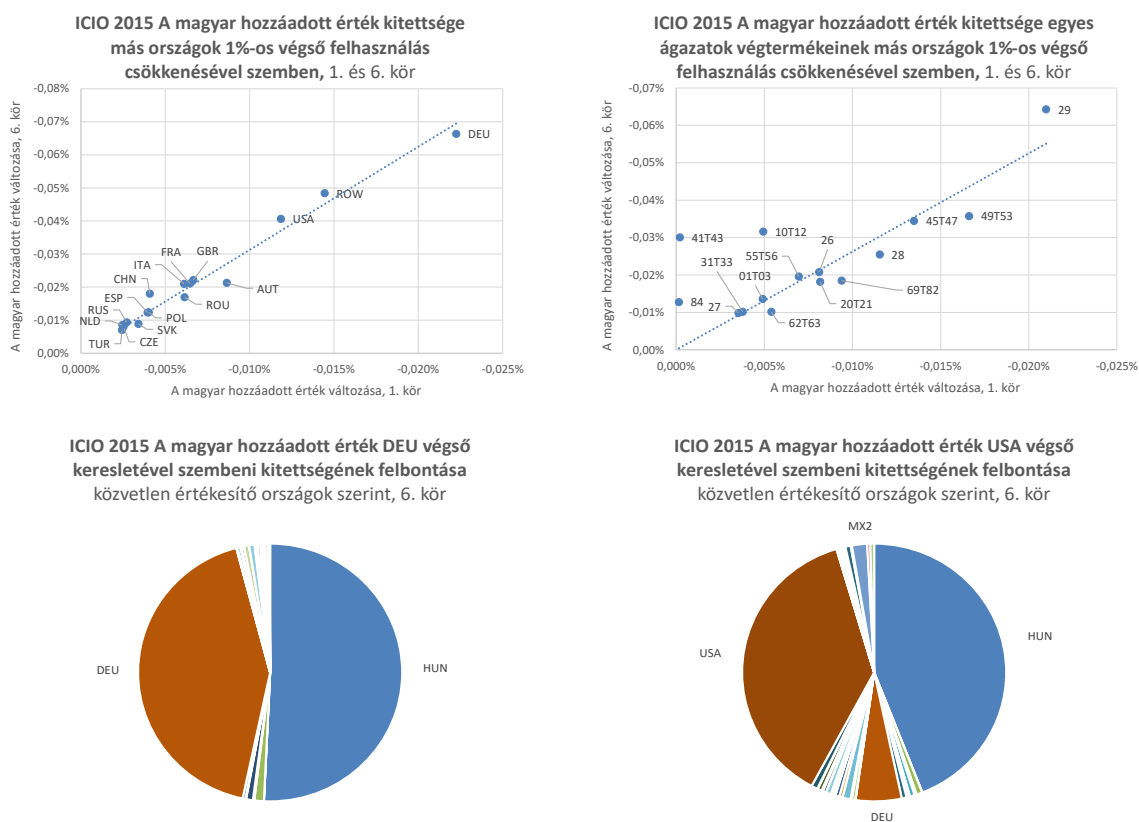 ICIO 2015 A magyar hozzáadott érték kitettsége
más országok 1%-os végső felhasználás
csökkenésével szemben, 1. és 6. kör
-0,08%
-0,07%
-0,06%
-0,05%
-0,04%
-0,03%
-0,02%
-0,01%
0,00%
A magyar hozzáadott érték változása, 6. kör
DEU
ROW
USA
FRA
GBR
ITA
CHN
AUT
ESP
ROU
RUS
POL
NLD
SVK
TUR
CZE
0,000%
-0,005%
-0,010%
-0,015%
-0,020%
-0,025%
A magyar hozzáadott érték változása, 1. kör
ICIO 2015 A magyar hozzáadott érték kitettsége egyes
ágazatok végtermékeinek más országok 1%-os végső
felhasználás csökkenésével szemben, 1. és 6. kör
-0,07%
-0,06%
-0,05%
-0,04%
-0,03%
-0,02%
-0,01%
0,00%
A magyar hozzáadott érték változása, 6. kör
29
49T53
45T47
10T12
41T43
26
28
55T56
31T33
01T03
69T82
84
27
20T21
62T63
0,000%
-0,005%
-0,010%
-0,015%
-0,020%
-0,025%
A magyar hozzáadott érték változása, 1. kör
ICIO 2015 A magyar hozzáadott érték DEU végső
keresletével szembeni kitettségének felbontása
közvetlen értékesítő országok szerint, 6. kör
DEU
HUN
ICIO 2015 A magyar hozzáadott érték USA végső
keresletével szembeni kitettségének felbontása
közvetlen értékesítő országok szerint, 6. kör
MX2
HUN
USA
DEU